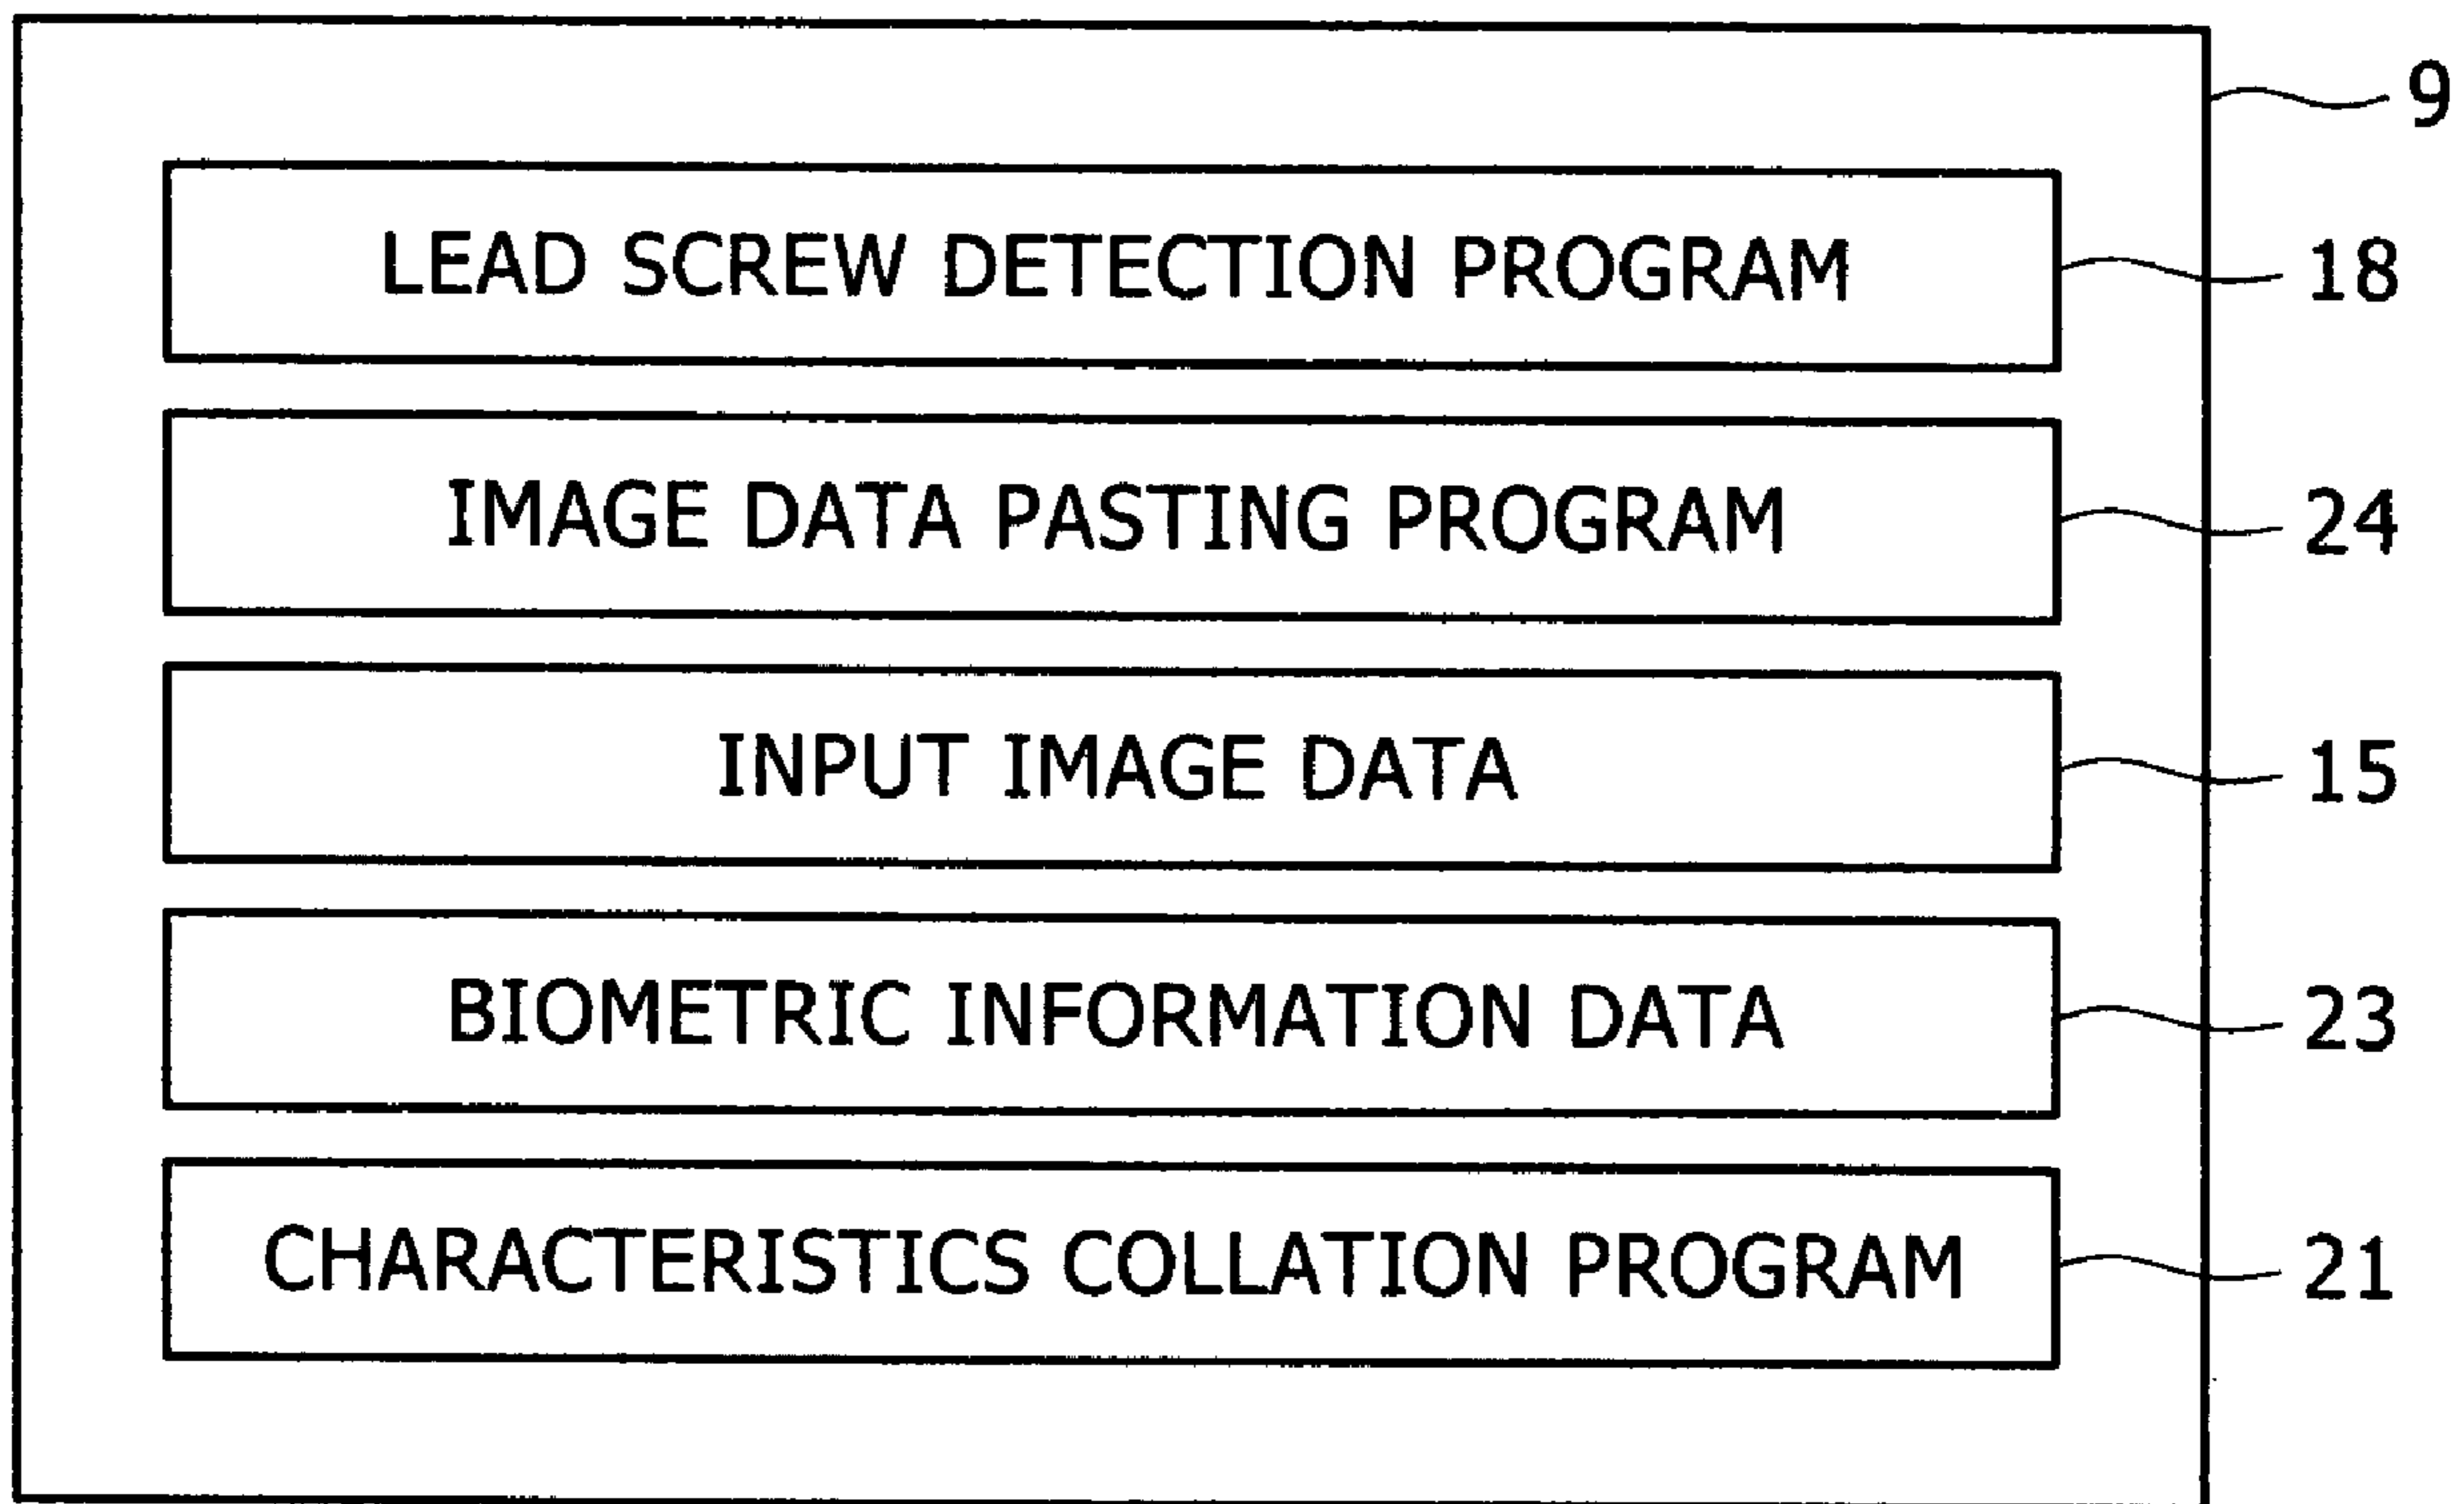 9
LEAD SCREW DETECTION PROGRAM 18
IMAGE DATA PASTING PROGRAM 24
INPUT IMAGE DATA 15
BIOMETRIC INFORMATION DATA 23
CHARACTERISTICS COLLATION PROGRAM 21